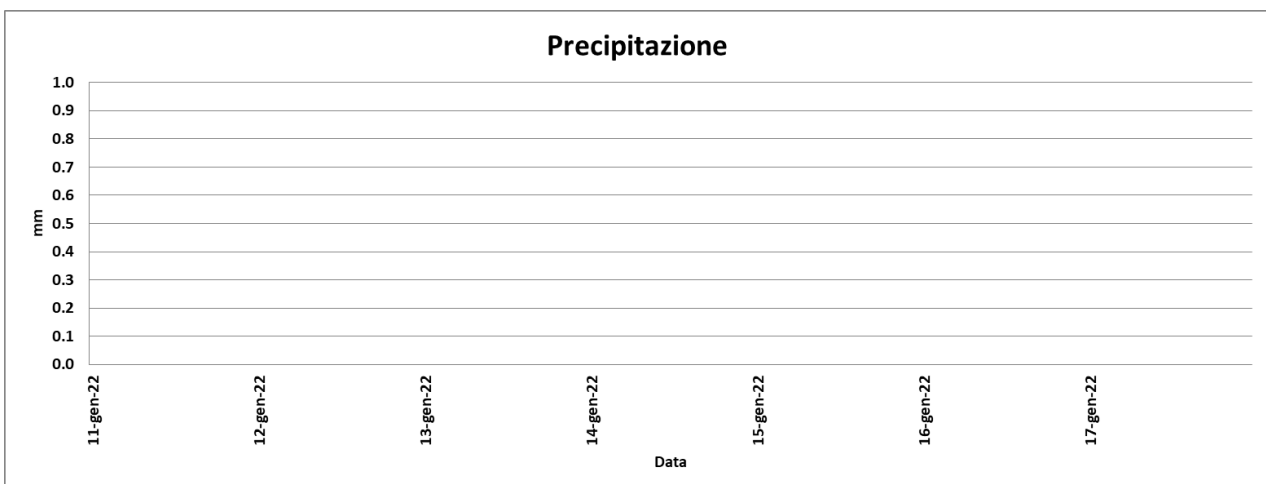 Precipitazione
1.0
0.9
0.8
0.7
0.6
0.5
0.4
0.3
0.2
0.1
0.0
mm
11-gen-22
12-gen-22
13-gen-22
14-gen-22
15-gen-22
16-gen-22
17-gen-22
Data